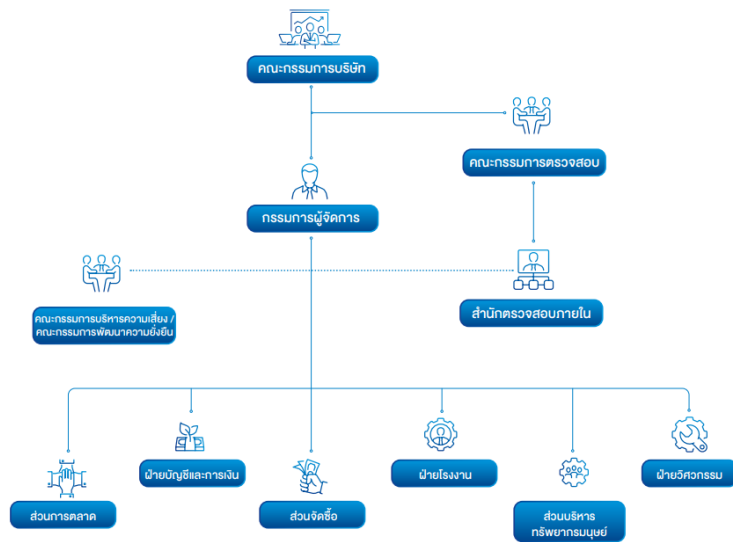 คณะกรรมการบริษัท
คณะกรรมการตรวจสอบ
กรรมการผู้จัดการ
คณะกรรมการบริหารความเสี่ยง /
คณะกรรมการพัฒนาความยั่งยืน
สำนักตรวจสอบภายใน
ฝ่ายบัญชีและการเงิน
ฝ่ายโรงงาน
ฝ่ายวิศวกรรม
ส่วนการตลาด
ส่วนจัดซื้อ
ส่วนบริหาร
ทรัพยากรมนุษย์